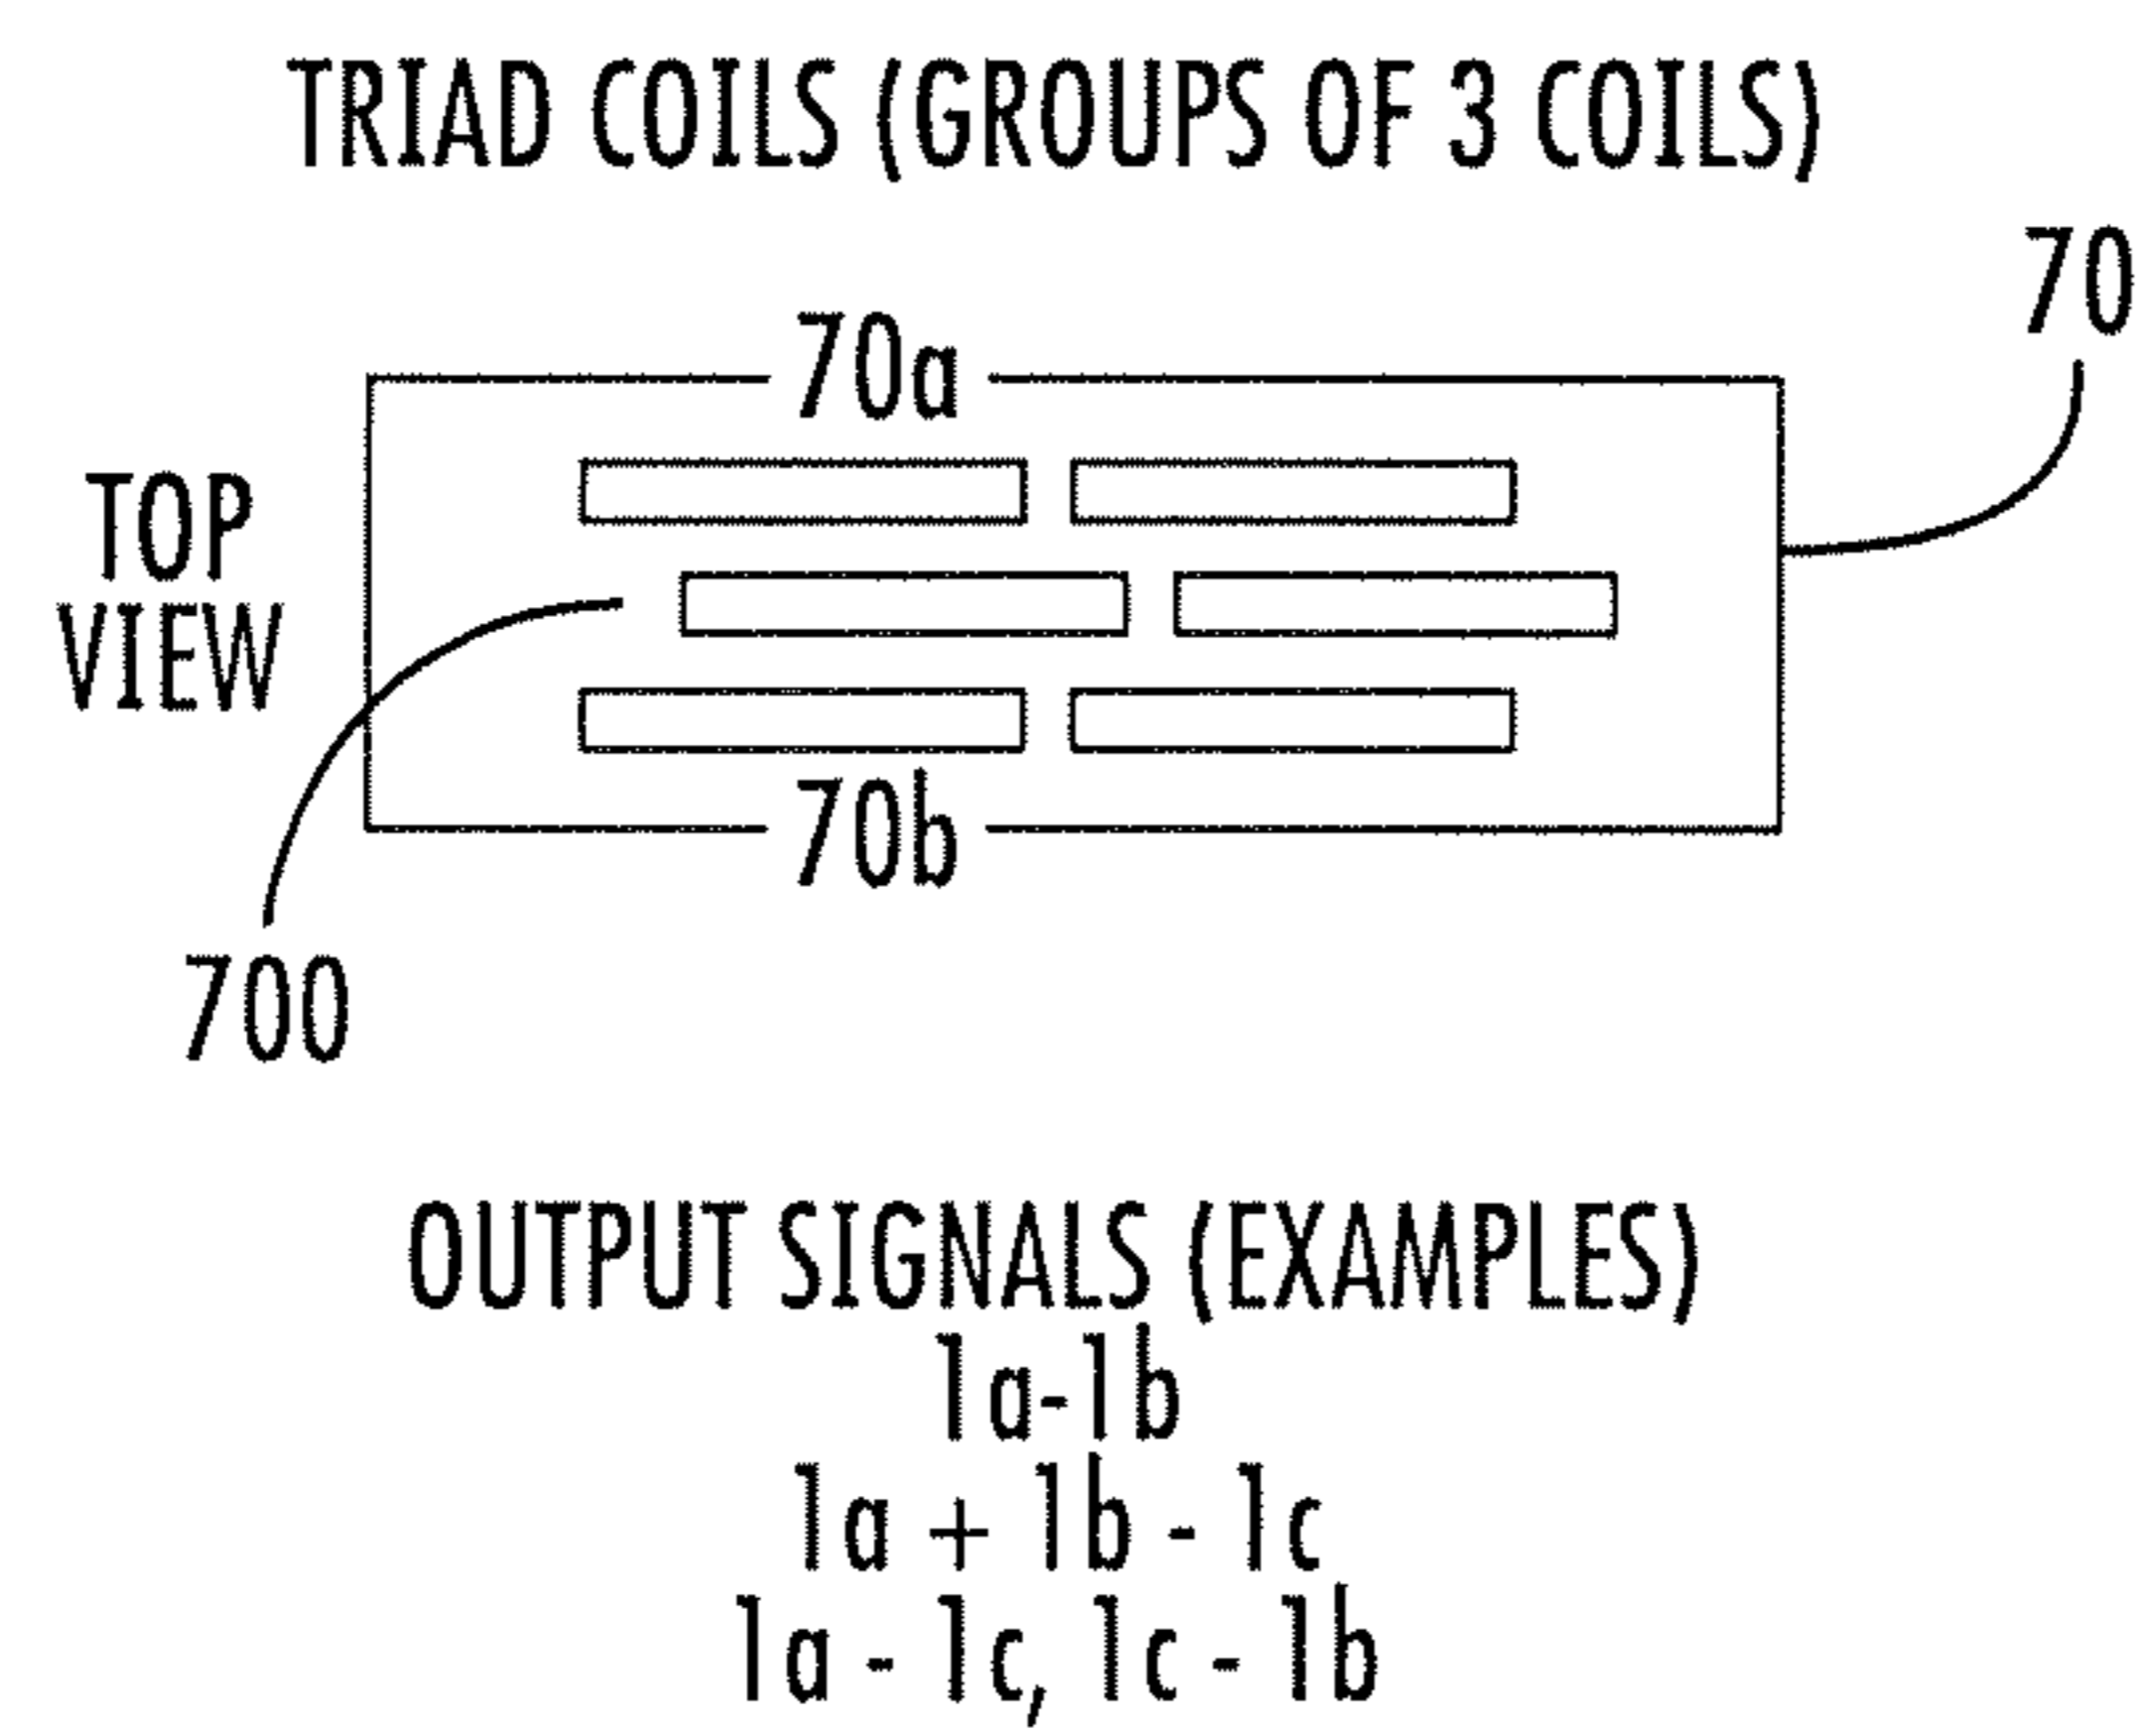 TRIAD COILS (GROUPS OF 3 COILS)
70
70a
TOP
VIEW
70b
700
OUTPUT SIGNALS (EXAMPLES)
1a-1b
1a + 1b - 1c
1a - 1c, 1c - 1b